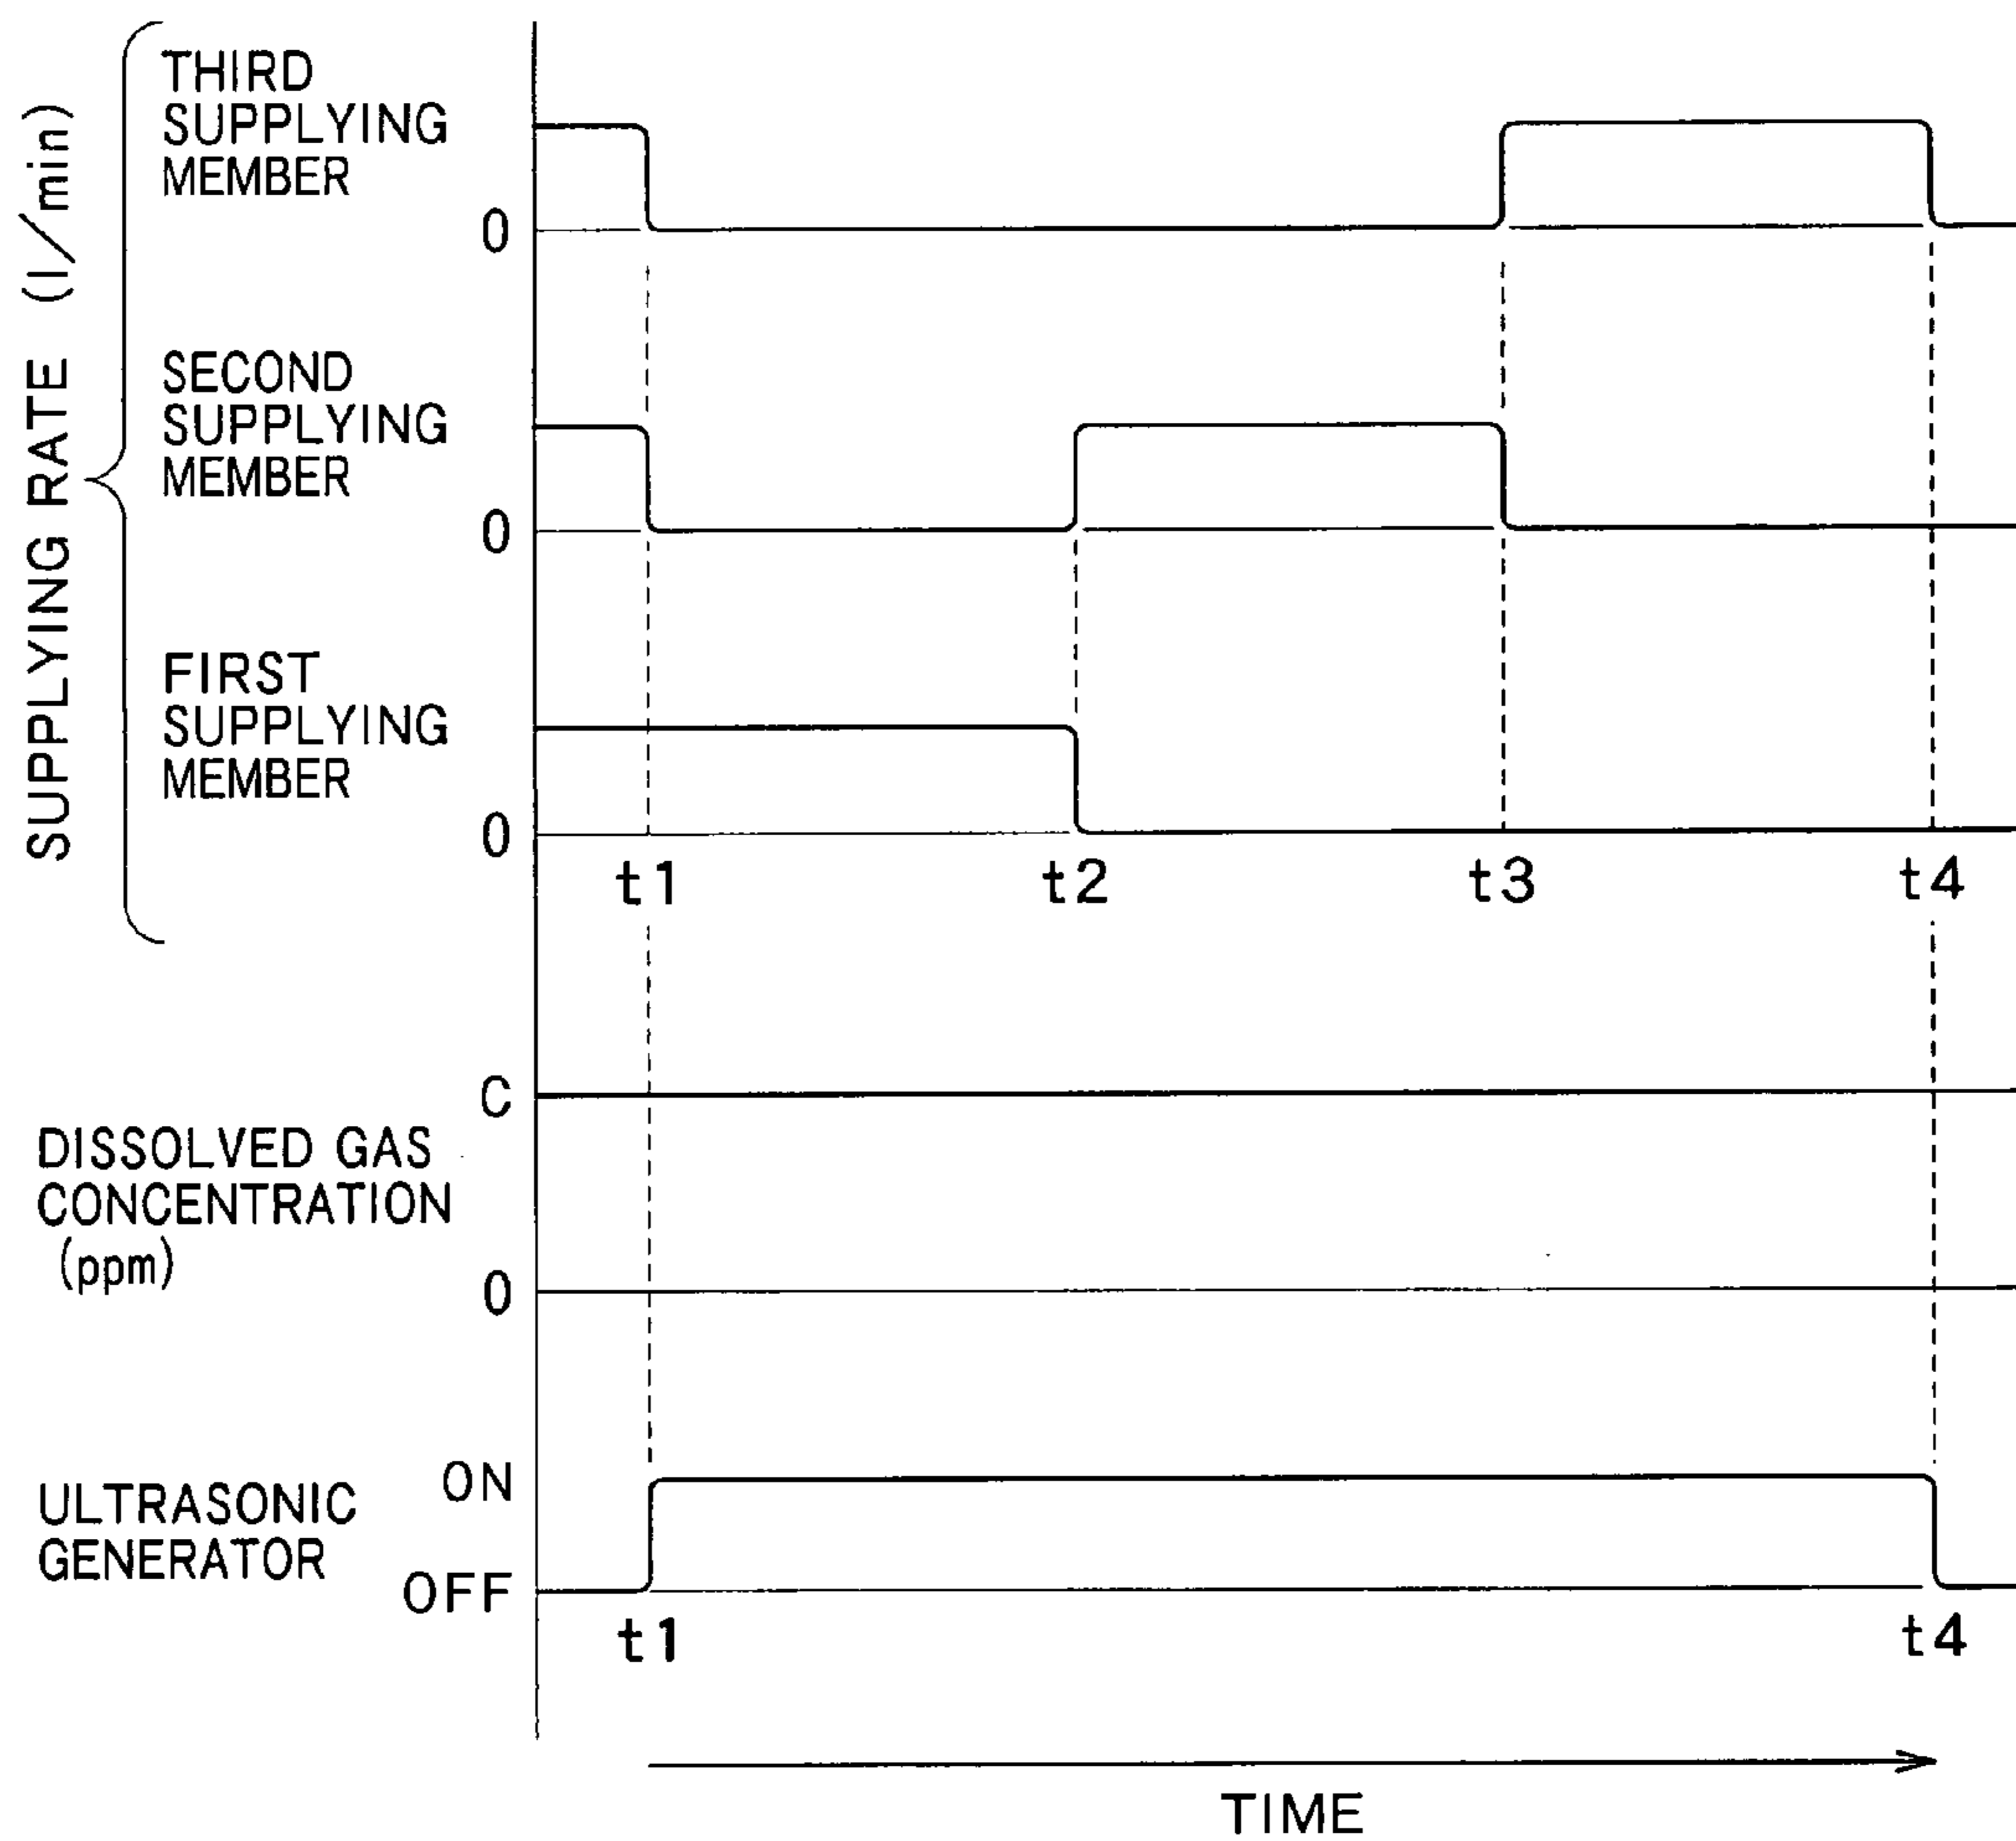 SUPPLYING RATE (l/min)
THIRD
SUPPLYING
MEMBER
0
SECOND
SUPPLYING
MEMBER
0
FIRST
SUPPLYING
MEMBER
0
t1 t2 t3 t4
C
DISSOLVED GAS
CONCENTRATION
(ppm)
0
ON
ULTRASONIC
GENERATOR
OFF
t1 t4
TIME